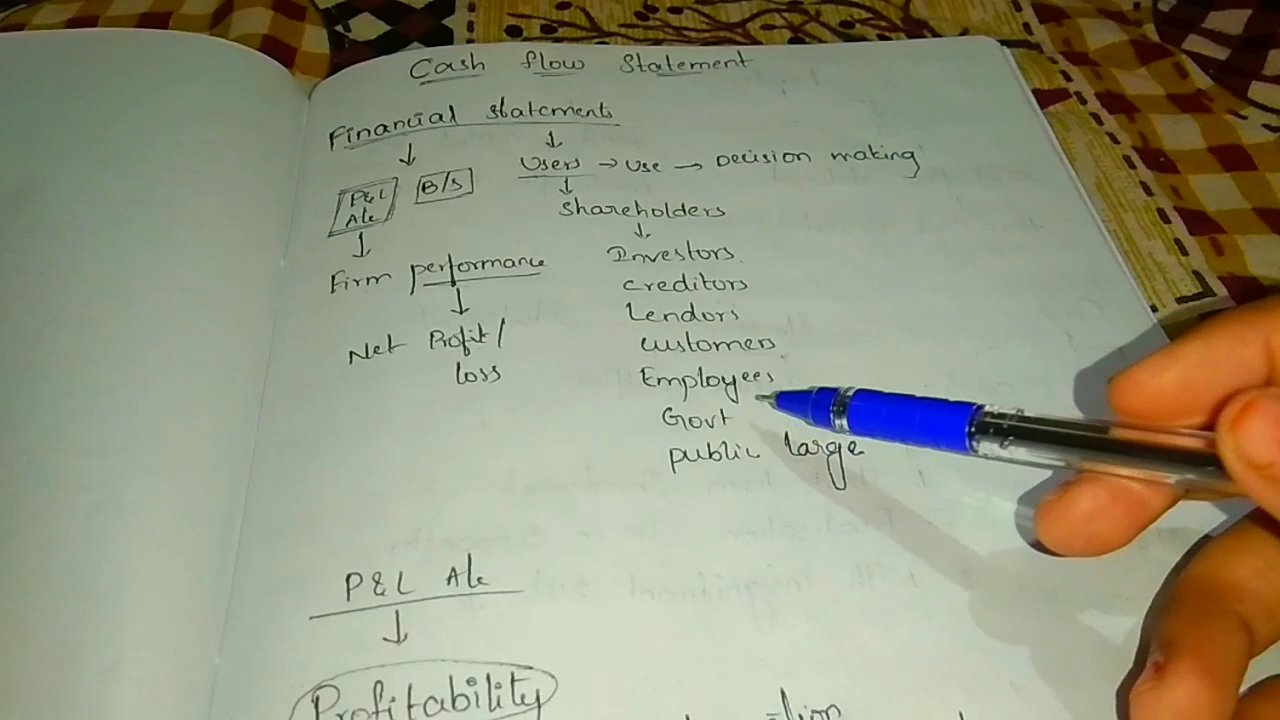 Cash flow Statement
Financial statements
Users → Use → Decision making
P&L
A/c
B/S
Shareholders
Firm performance
Net Profit/
loss
Investors
creditors
Lendors
customers
Employees
Govt
public large
P&L A/c
Profitability